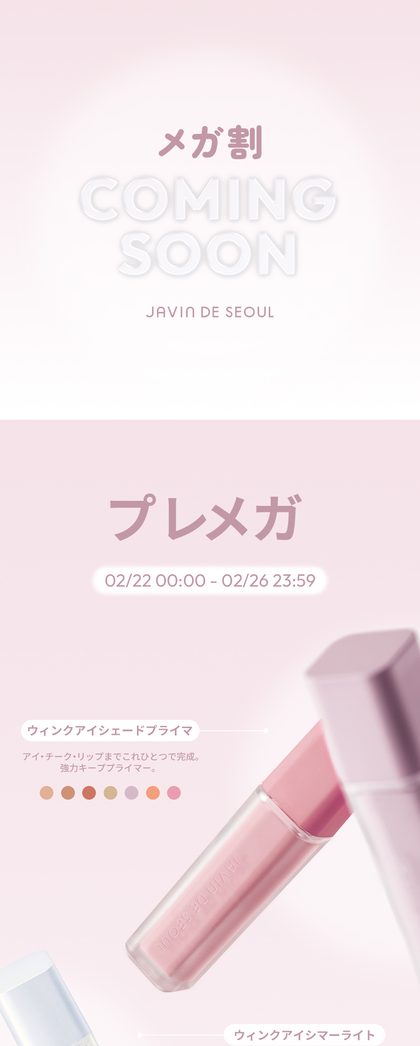 メガ割
COMING
SOON
JAVIN DE SEOUL
プレメガ
02/22 00:00 - 02/26 23:59
ウィンクアイシェードプライマ
アイ・チーク・リップまでこれひとつで完成。
強力キーププライマー。
JAVIN DE SEOUL
ウィンクアイシマーライト